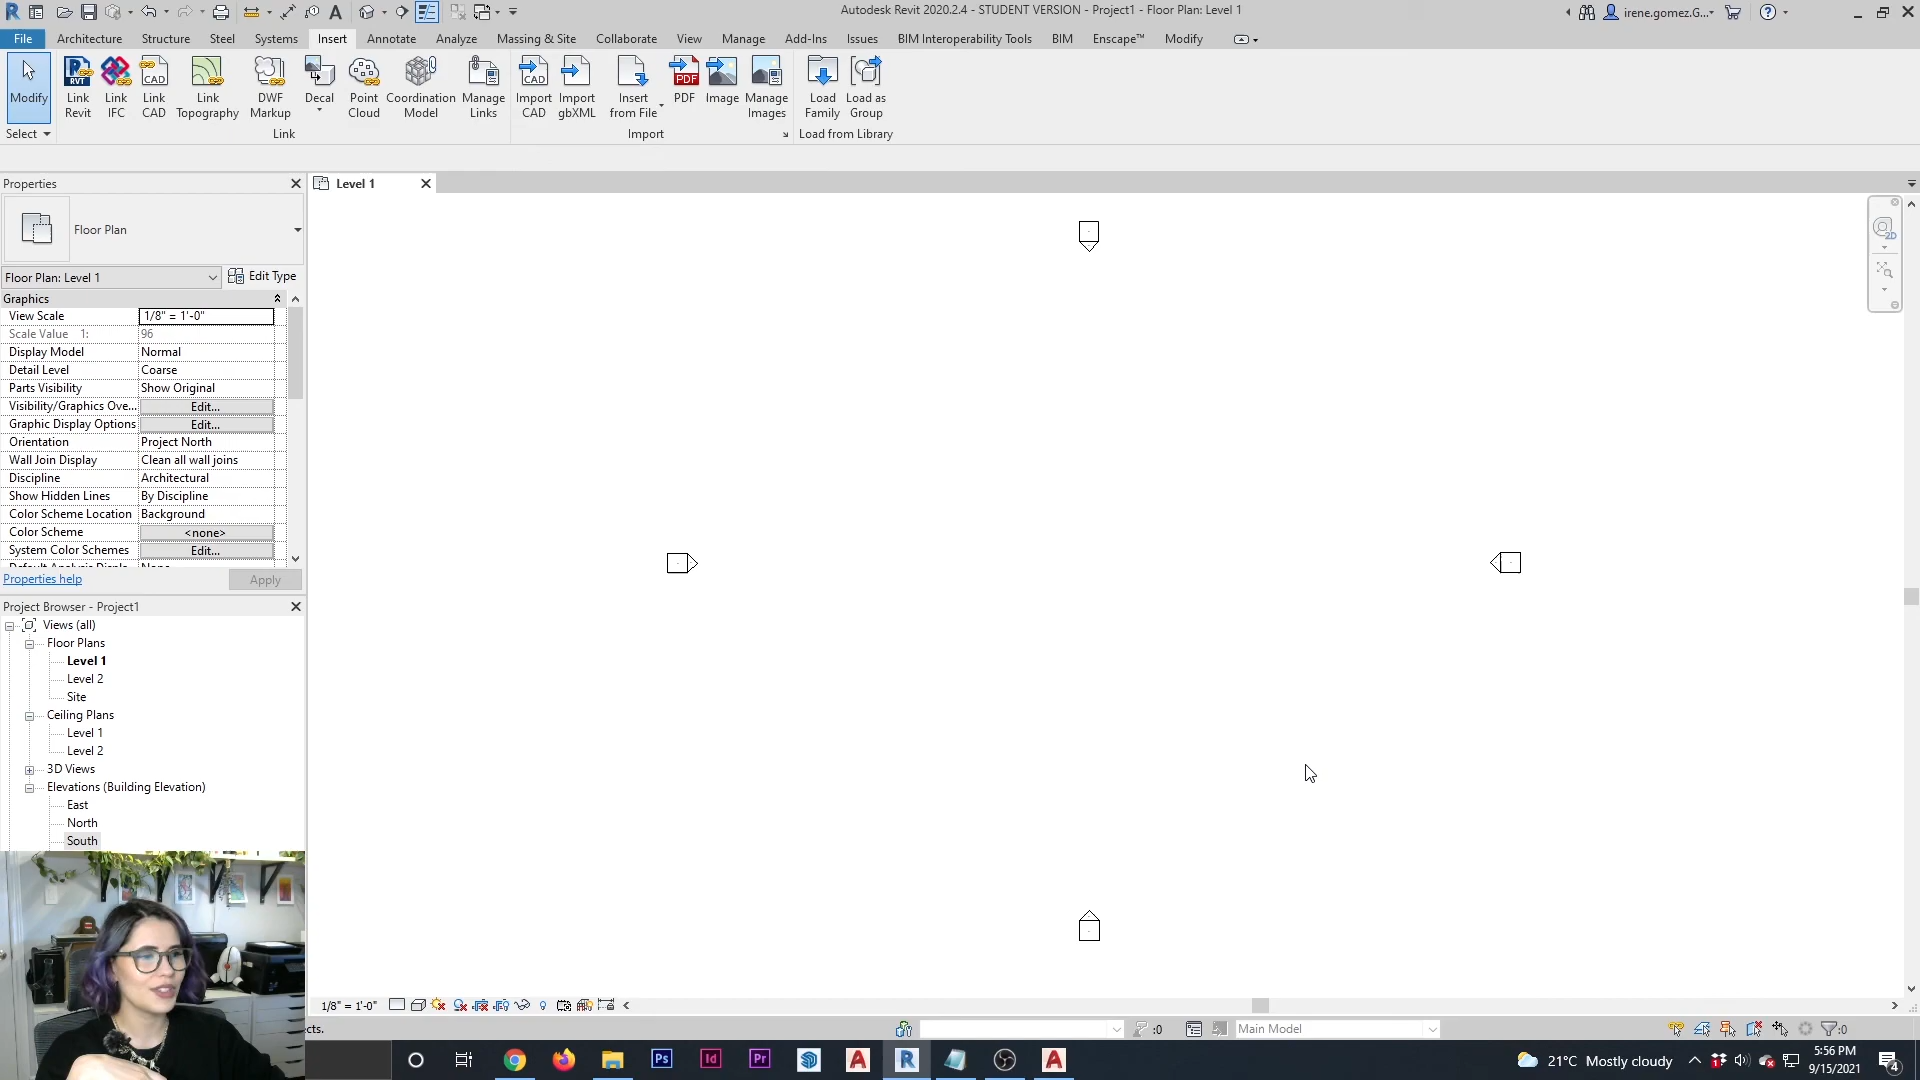 Autodesk Revit 2020.2.4 - STUDENT VERSION - Project1 - Floor Plan: Level 1
irene.gomez.G...
File Architecture Structure Steel Systems Insert Annotate Analyze Massing & Site Collaborate View Manage Add-Ins Issues BIM Interoperability Tools BIM Enscape™ Modify
Modify
Link Revit
Link IFC
Link CAD
Link Topography
DWF Markup
Decal
Point Cloud
Coordination Model
Manage Links
Import CAD
Import gbXML
Insert from File
PDF
Image
Manage Images
Load Family
Load as Group
Select Link Import Load from Library
Properties
Level 1
Floor Plan
Floor Plan: Level 1 Edit Type
Graphics
View Scale 1/8" = 1'-0"
Scale Value 1: 96
Display Model Normal
Detail Level Coarse
Parts Visibility Show Original
Visibility/Graphics Ove... Edit...
Graphic Display Options Edit...
Orientation Project North
Wall Join Display Clean all wall joins
Discipline Architectural
Show Hidden Lines By Discipline
Color Scheme Location Background
Color Scheme <none>
System Color Schemes Edit...
Properties help Apply
Project Browser - Project1
Views (all)
Floor Plans
Level 1
Level 2
Site
Ceiling Plans
Level 1
Level 2
3D Views
Elevations (Building Elevation)
East
North
South
1/8" = 1'-0"
cts. :0 Main Model :0
21°C Mostly cloudy
5:56 PM
9/15/2021